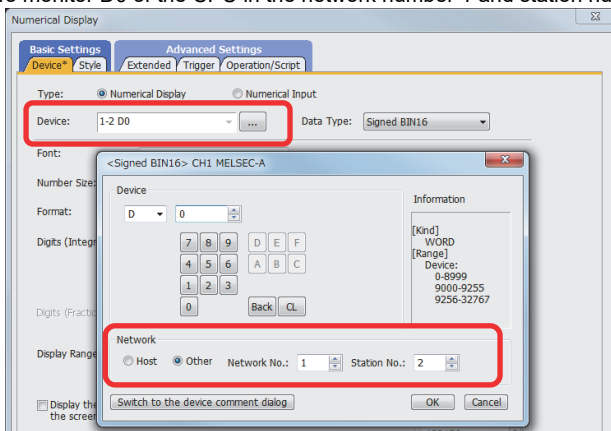 monitor D0 of the CPU in the network number 1 and station
Numerical Display
Basic Settings
Advanced Settings
Device* Style
Extended Trigger Operation/Script
Type: Numerical Display Numerical Input
Device: 1-2 D0 ... Data Type: Signed BIN16
Font:
<Signed BIN16> CH1 MELSEC-A
Number Size:
Device
Information
Format:
D 0
[Kind]
WORD
[Range]
Device:
0-8999
9000-9255
9256-32767
Digits (Integ
7 8 9 D E F
4 5 6 A B C
1 2 3
0 Back CL
Digits (Fractio
Network
Display Range
Host Other Network No.: 1 Station No.: 2
Display the
the screen
Switch to the device comment dialog OK Cancel